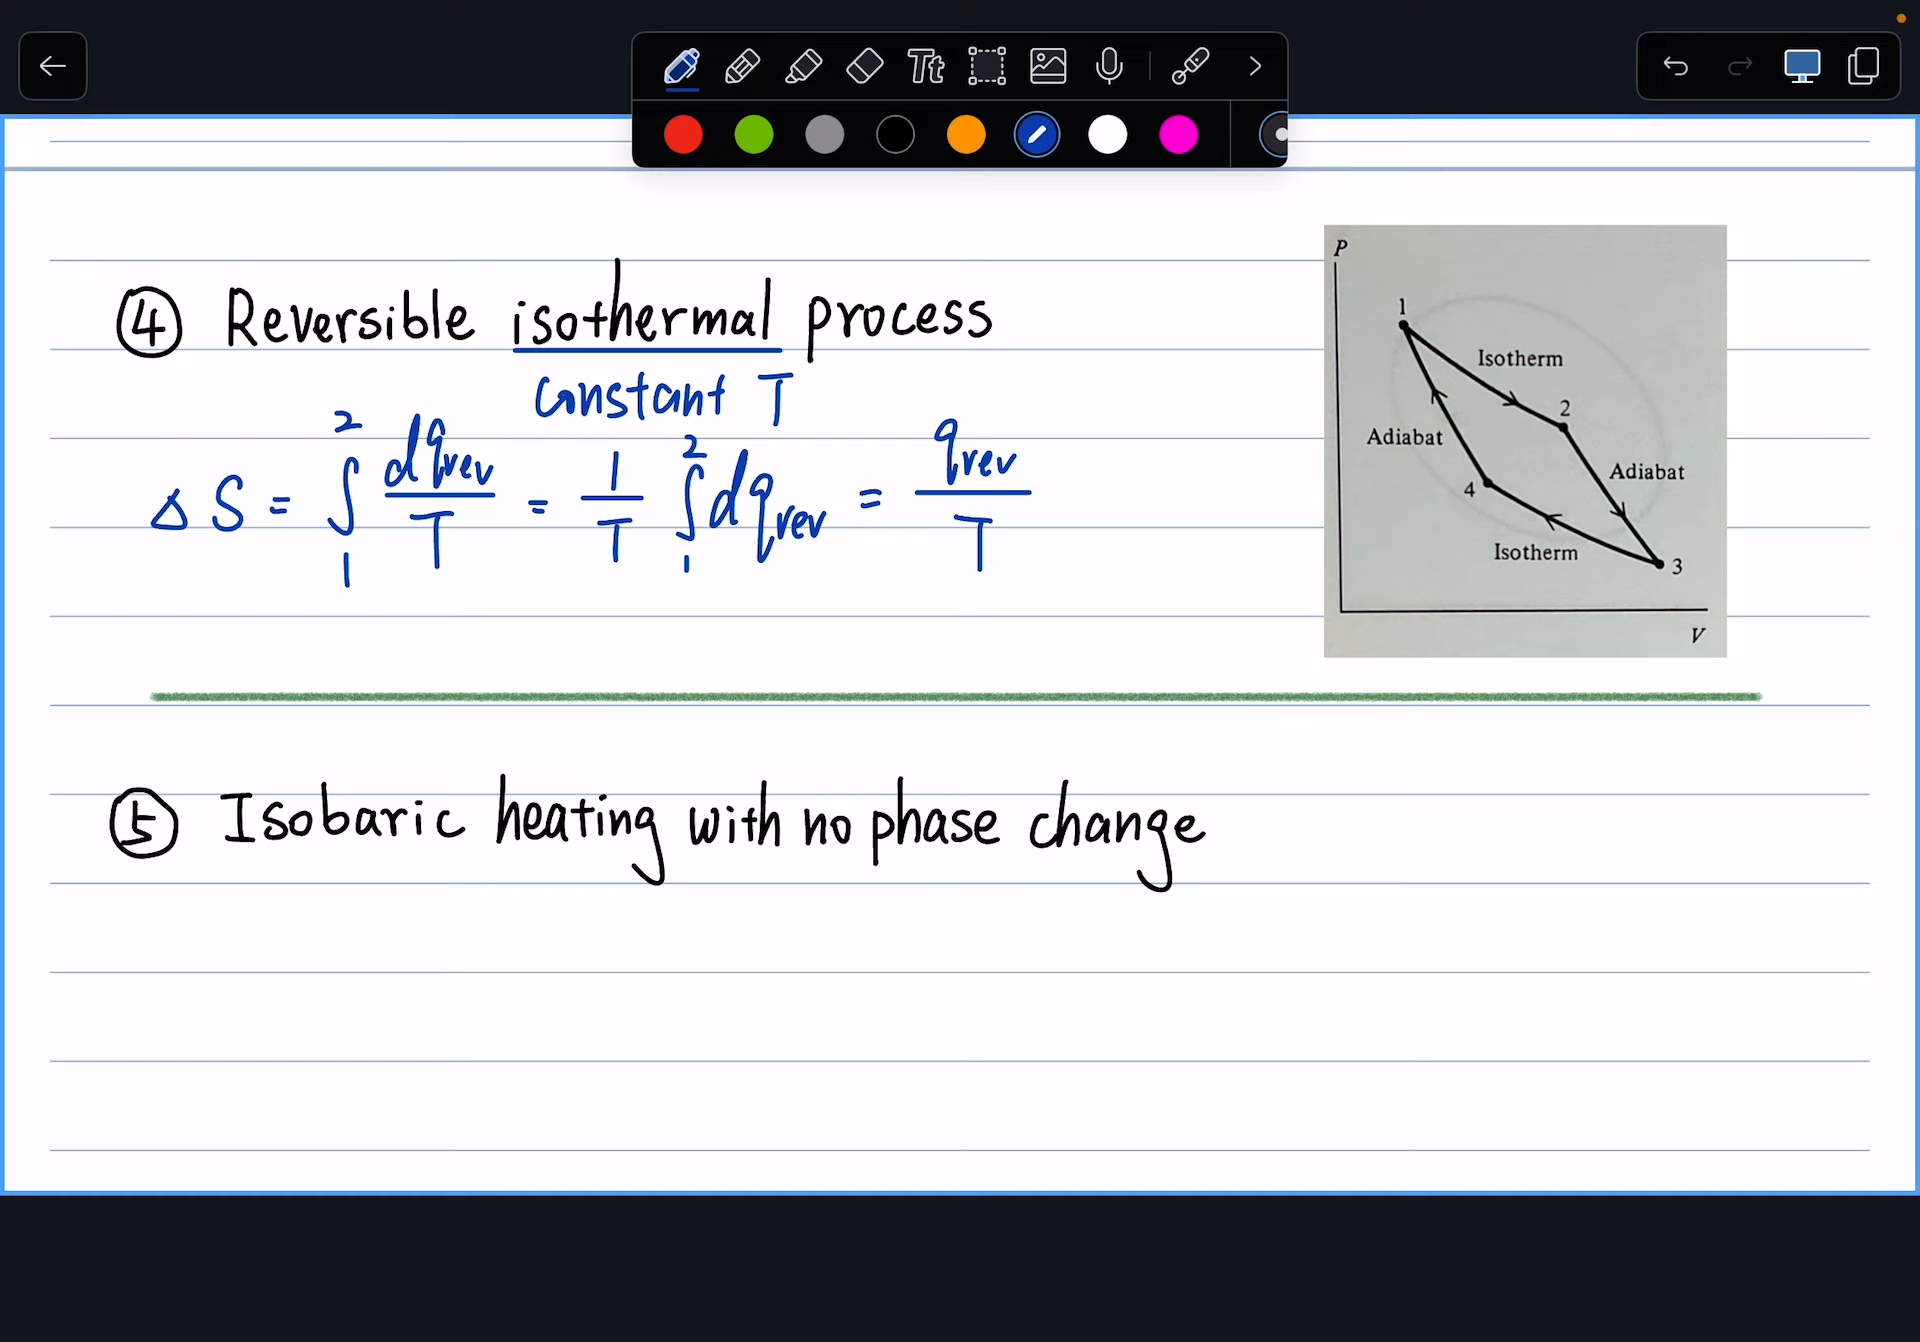 Tt
④ Reversible isothermal process
constant T
ΔS = ∫₁² dq_rev/T = 1/T ∫₁² dq_rev = q_rev/T
P
1
Isotherm
2
Adiabat
Adiabat
4
Isotherm
3
V
⑤ Isobaric heating with no phase change